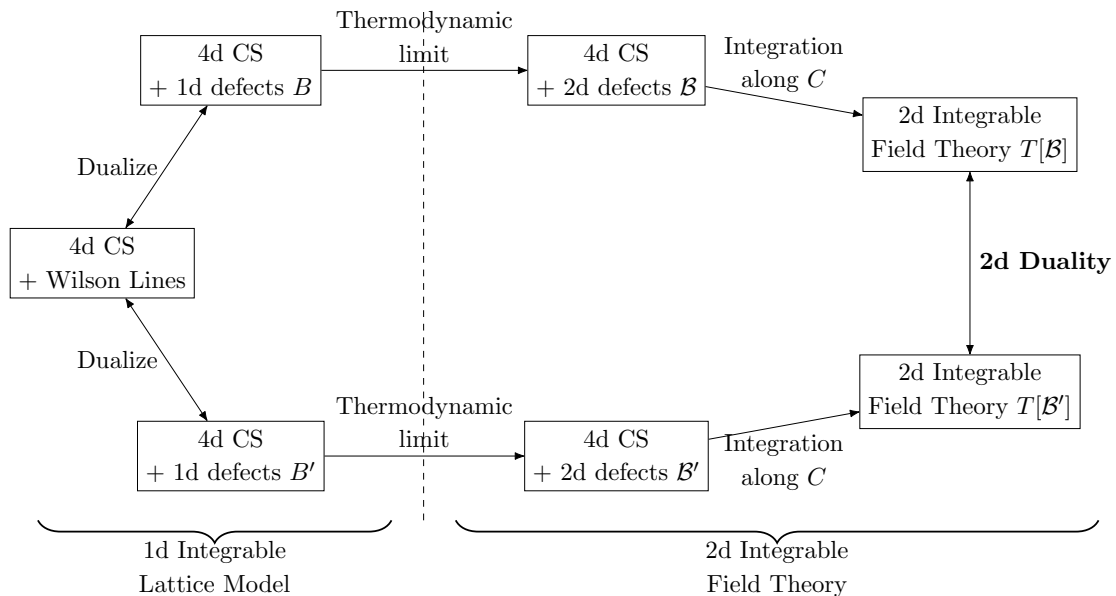 Thermodynamic
limit
4d CS
+ 1d defects B
4d CS
+ 2d defects ℬ
Integration
along C
2d Integrable
Field Theory T[ℬ]
Dualize
4d CS
+ Wilson Lines
2d Duality
Dualize
2d Integrable
Field Theory T[ℬ′]
Thermodynamic
limit
4d CS
+ 1d defects B′
4d CS
+ 2d defects ℬ′
Integration
along C
1d Integrable
Lattice Model
2d Integrable
Field Theory